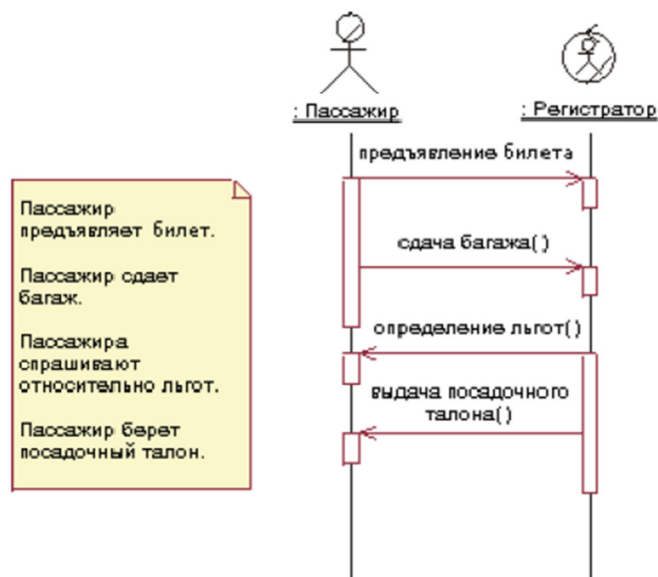 : Пассажир
: Регистратор
предъявление билета
сдача багажа( )
определение льгот( )
выдача посадочного
талона( )
Пассажир
предъявляет билет.
Пассажир сдает
багаж.
Пассажира
спрашивают
относительно льгот.
Пассажир берет
посадочный талон.